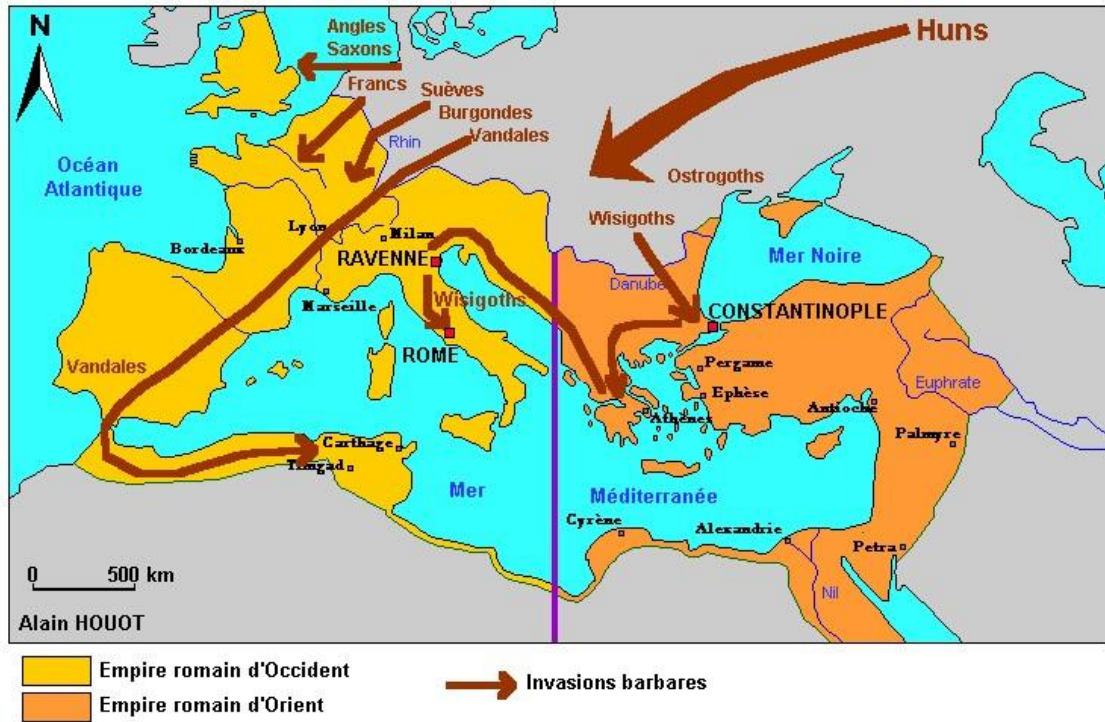 N
Angles
Saxons
Huns
Francs
Suèves
Burgondes
Vandales
Rhin
Océan
Atlantique
Ostrogoths
Wisigoths
Lyon
Milan
Bordeaux
RAVENNE
Mer Noire
Danube
Marseille
Wisigoths
CONSTANTINOPLE
ROME
Vandales
Pergame
Ephèse
Euphrate
Antioche
Athènes
Carthage
Palmyre
Timgad
Mer
Méditerranée
Cyrène
Alexandrie
Petra
0 500 km
Nil
Alain HOUOT
Empire romain d'Occident
Invasions barbares
Empire romain d'Orient